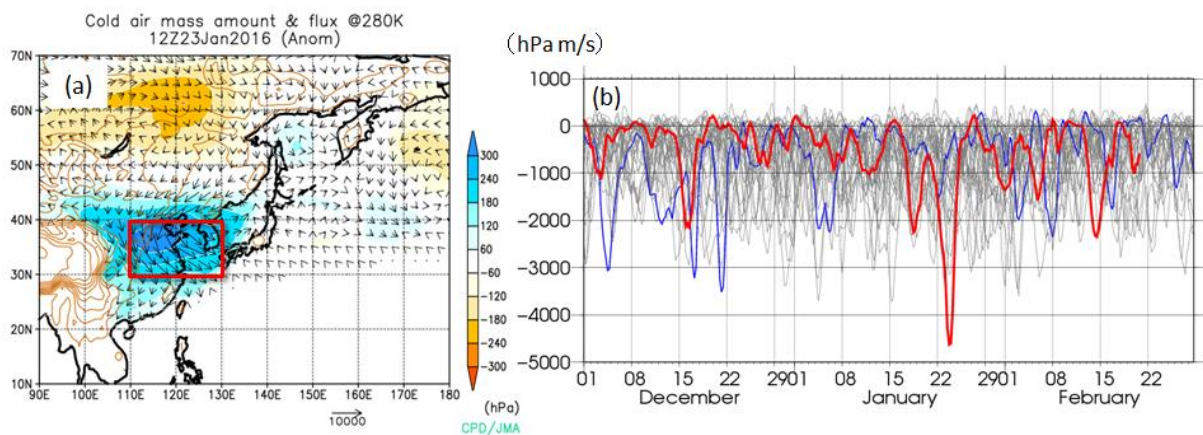 Cold air mass amount & flux @280K
12Z23Jan2016 (Anom)
(a)
70N
60N
50N
40N
30N
20N
10N
90E 100E 110E 120E 130E 140E 150E 160E 170E 180
300
240
180
120
60
-60
-120
-180
-240
-300
(hPa)
10000
CPD/JMA
(hPa m/s)
(b)
1000
0
-1000
-2000
-3000
-4000
-5000
01 08 15 22 2901 08 15 22 2901 08 15 22
December January February